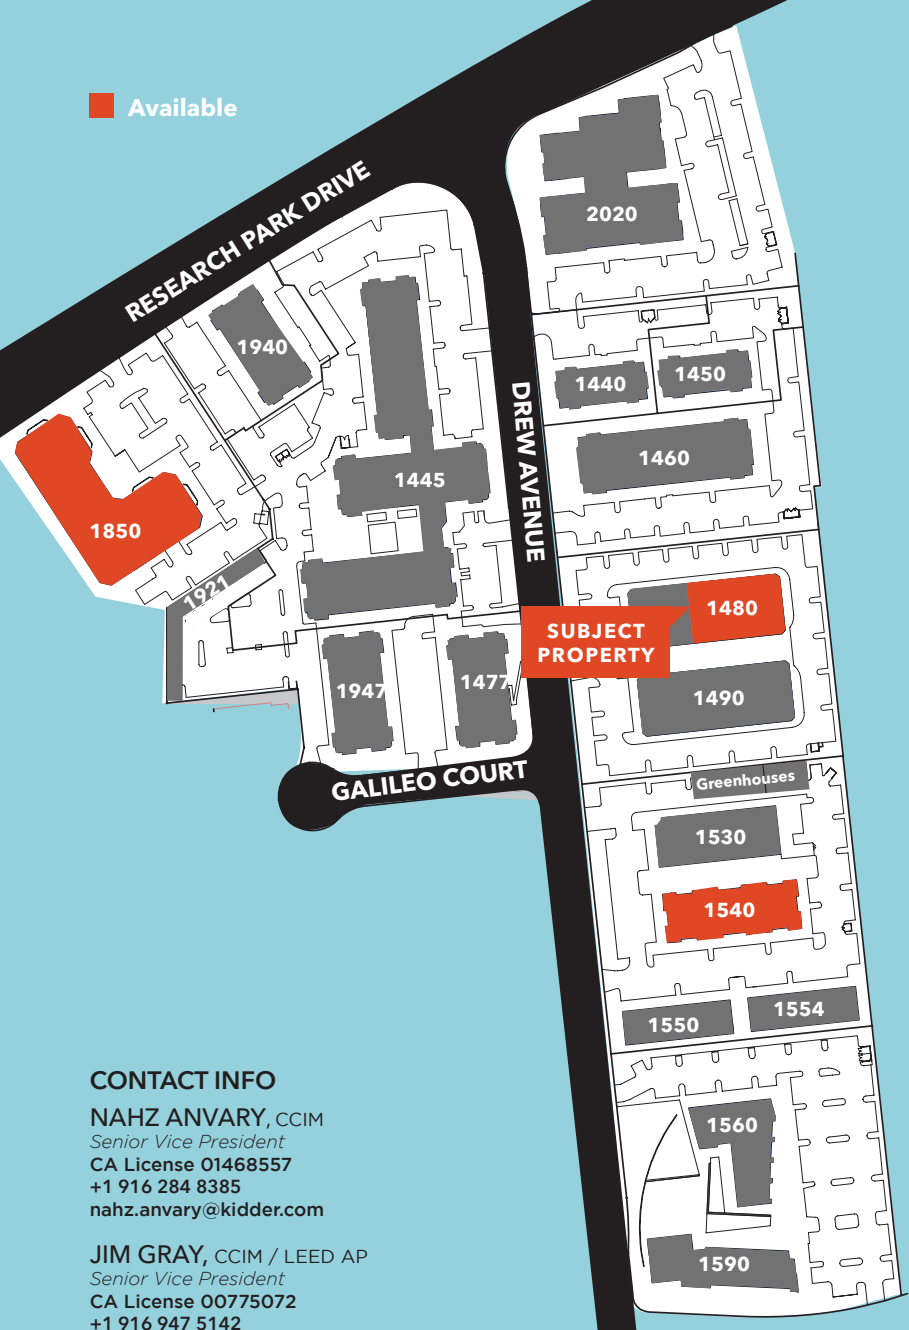 Available
RESEARCH PARK DRIVE
2020
1940
1440
1450
DREW AVENUE
1460
1445
1850
1921
1480
SUBJECT
PROPERTY
1947
1477
1490
GALILEO COURT
Greenhouses
1530
1540
1550
1554
1560
1590
CONTACT INFO
NAHZ ANVARY, CCIM
Senior Vice President
CA License 01468557
+1 916 284 8385
nahz.anvary@kidder.com
JIM GRAY, CCIM / LEED AP
Senior Vice President
CA License 00775072
+1 916 947 5142